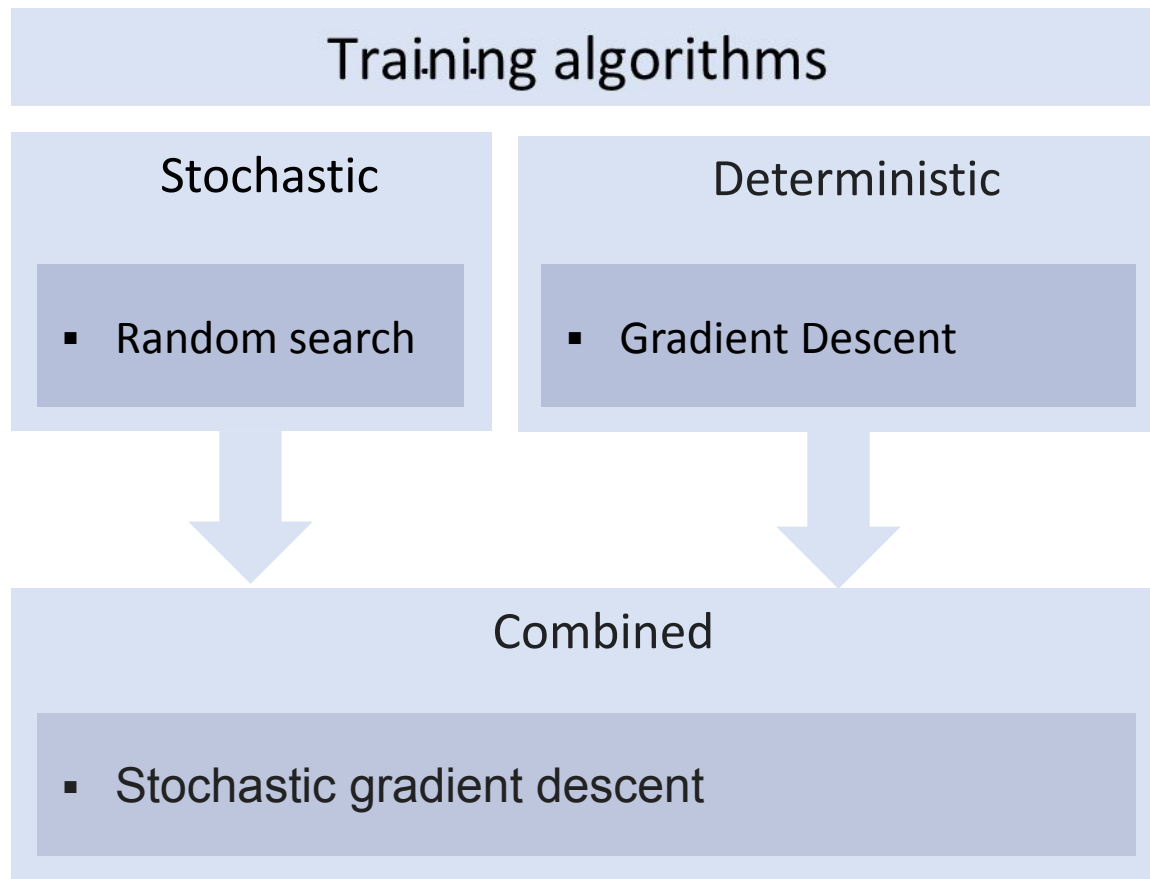 Training algorithms
Stochastic
Deterministic
▪ Random search
▪ Gradient Descent
Combined
▪ Stochastic gradient descent